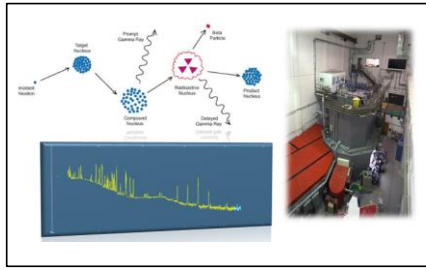 Prompt
Gamma Ray
Beta
Particle
Target
Nucleus
Incident
Neutron
Compound
Nucleus
Radioactive
Nucleus
Product
Nucleus
Delayed
Gamma Ray